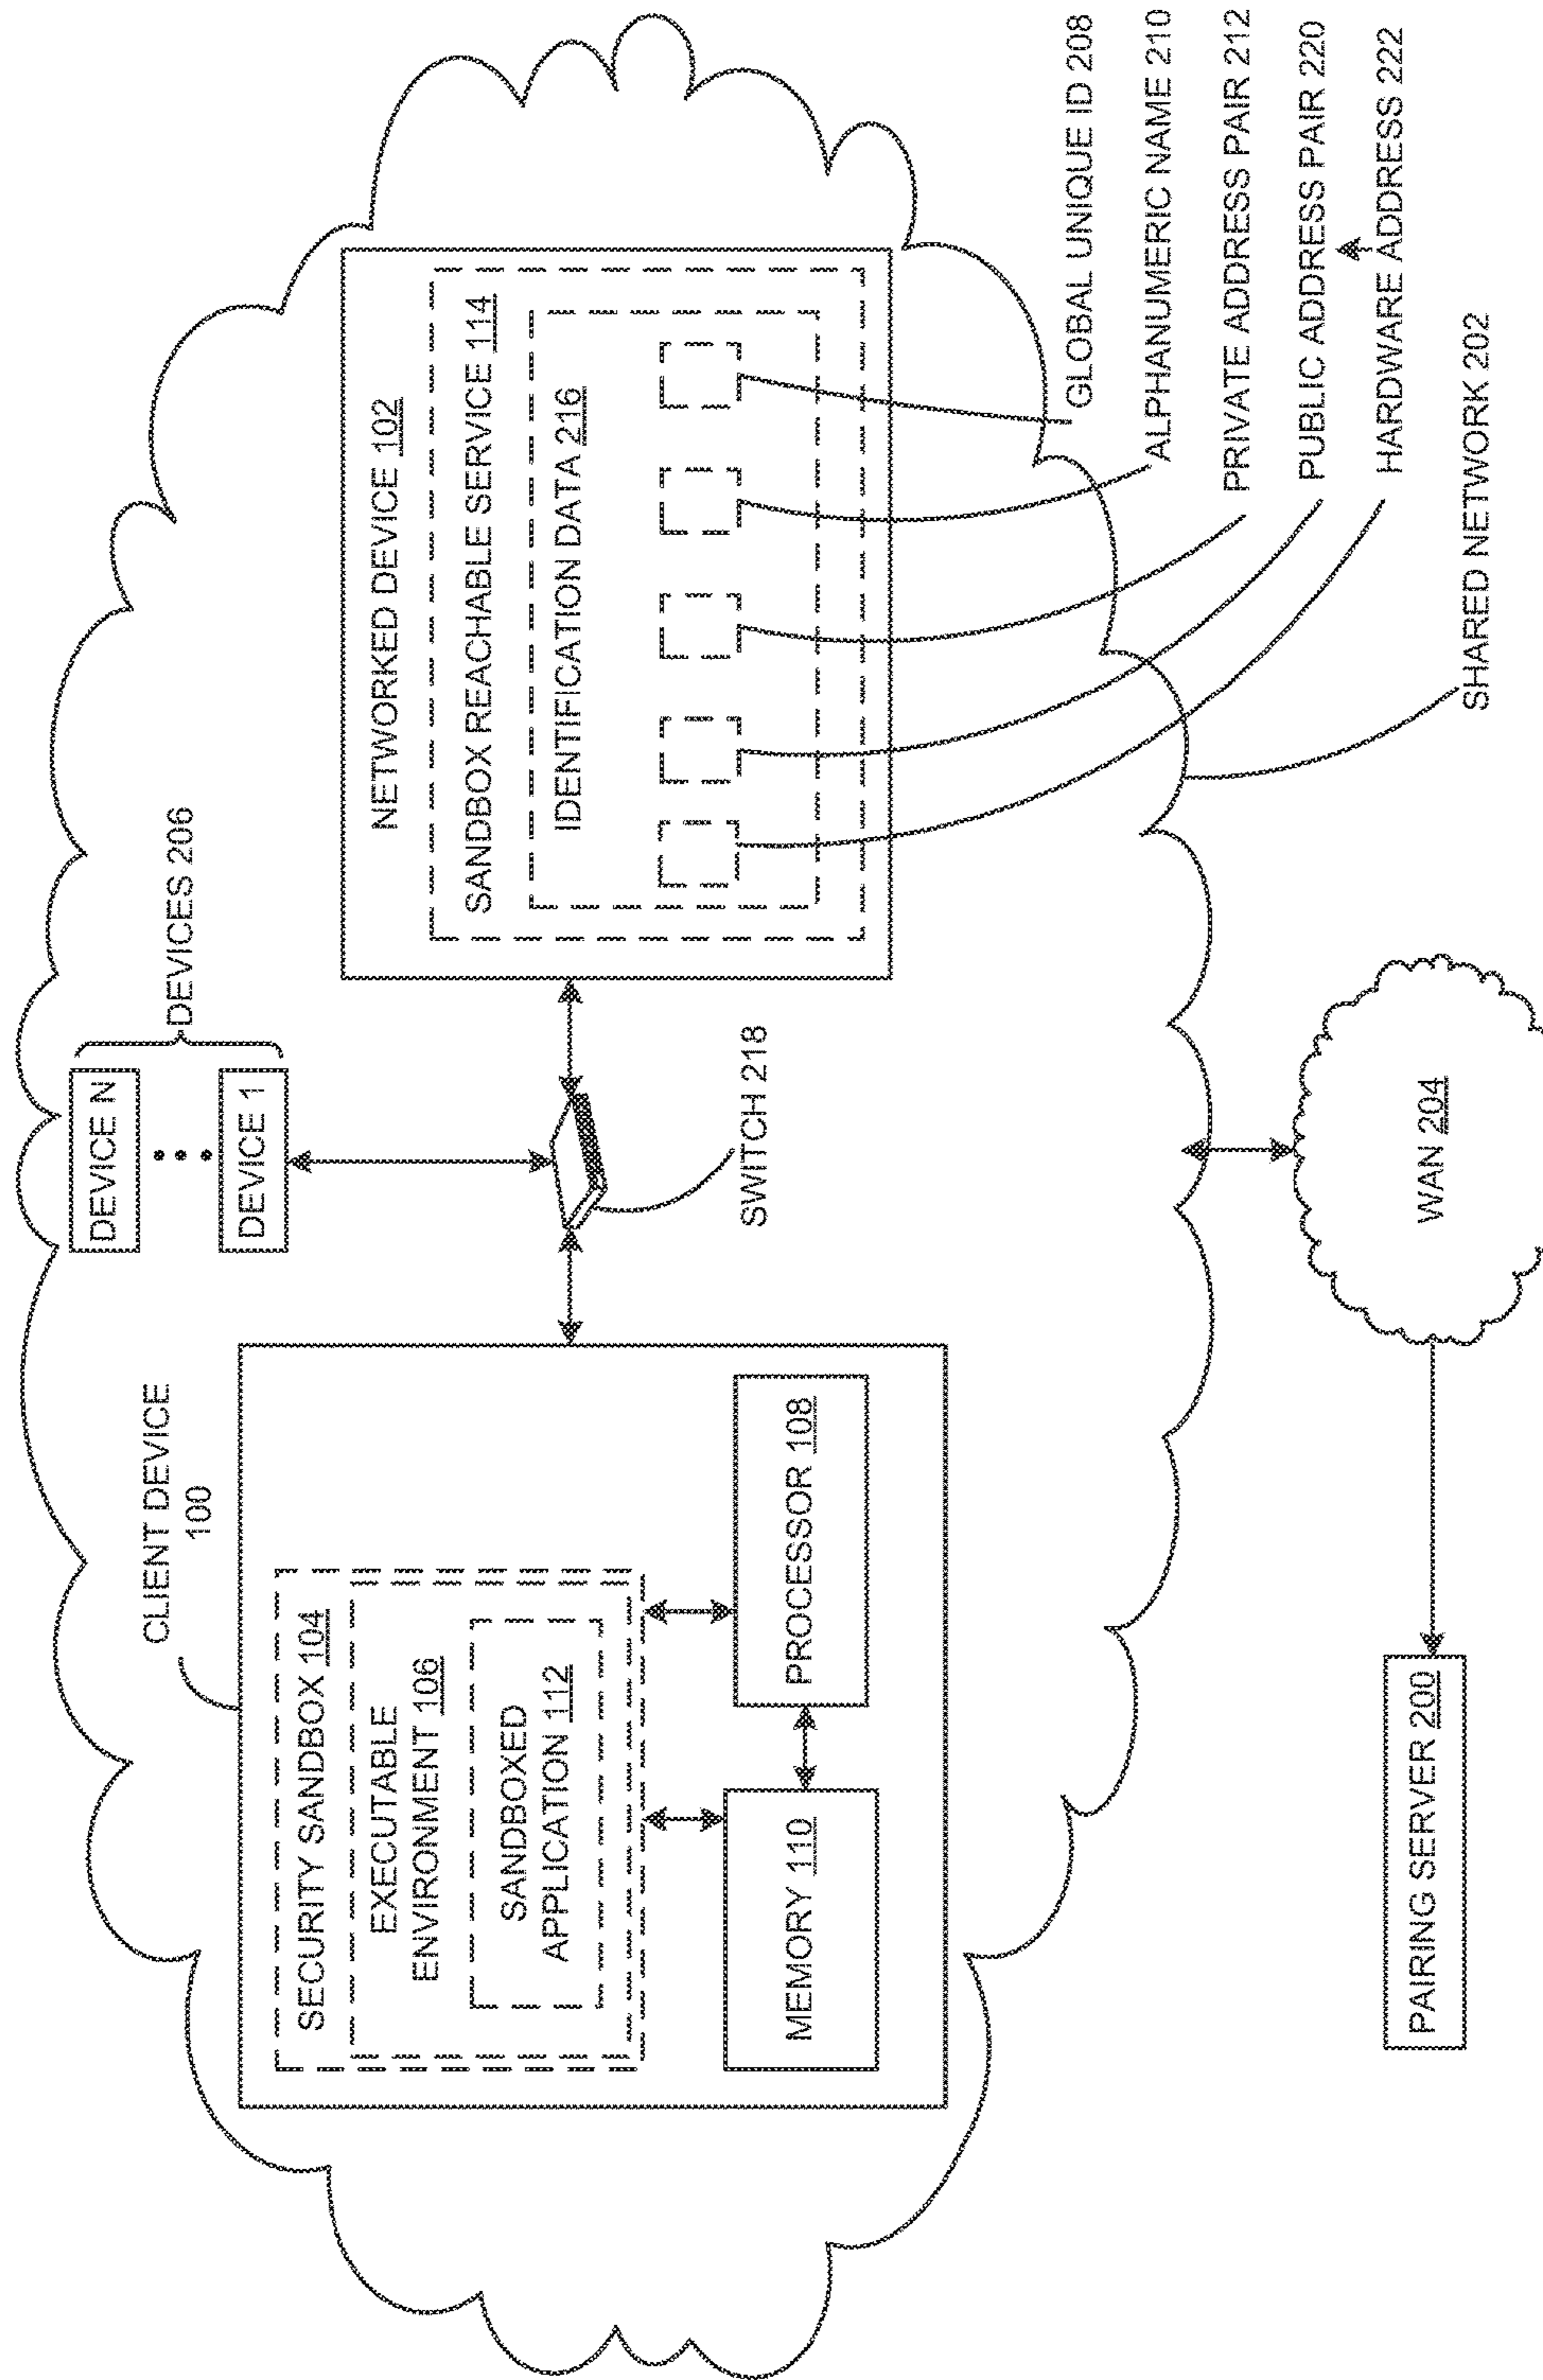 DEVICES 206
DEVICE N
DEVICE 1
CLIENT DEVICE
100
SECURITY SANDBOX 104
EXECUTABLE
ENVIRONMENT 106
SANDBOXED
APPLICATION 112
MEMORY 110
PROCESSOR 108
SWITCH 218
NETWORKED DEVICE 102
SANDBOX REACHABLE SERVICE 114
IDENTIFICATION DATA 216
GLOBAL UNIQUE ID 208
ALPHANUMERIC NAME 210
PRIVATE ADDRESS PAIR 212
PUBLIC ADDRESS PAIR 220
HARDWARE ADDRESS 222
SHARED NETWORK 202
WAN 204
PAIRING SERVER 200